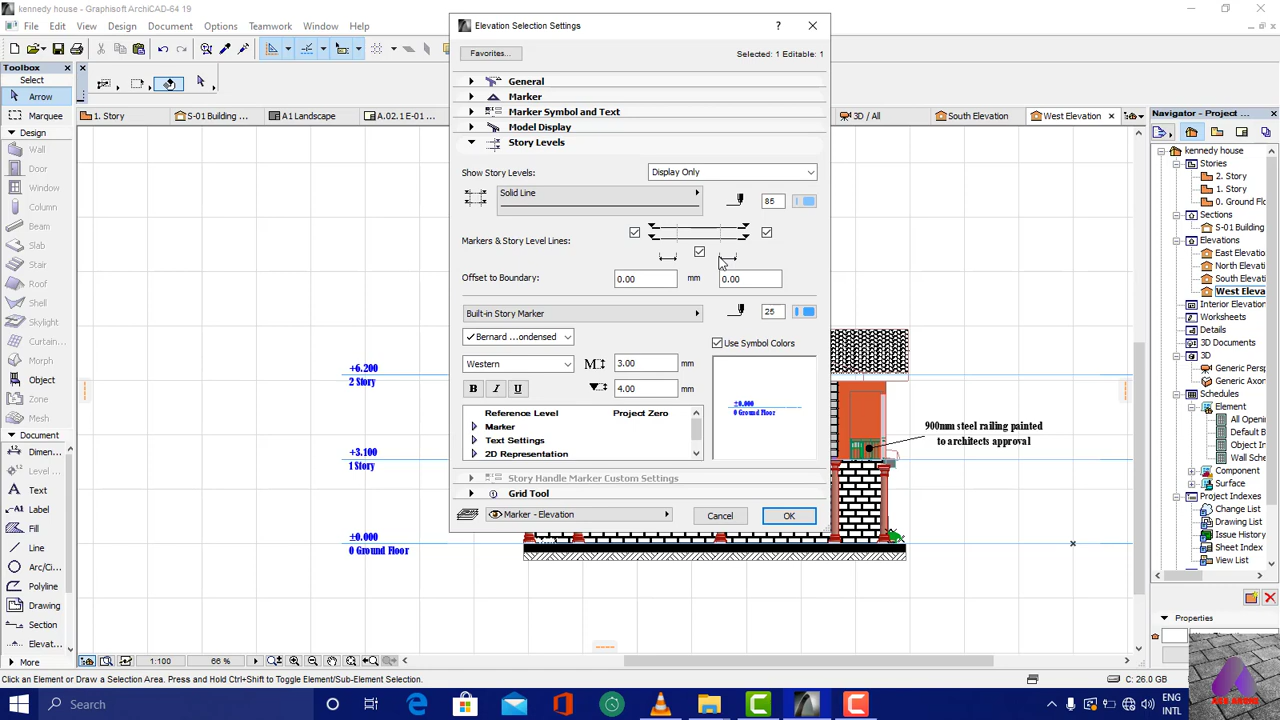 kennedy house - Graphisoft ArchiCAD-64 19
File Edit View Design Document Options Teamwork Window Help
Toolbox
Select
Arrow
Marquee
Design
Wall
Door
Window
Column
Beam
Slab
Stair
Roof
Shell
Skylight
Curtain...
Morph
Object
Zone
Mesh
Document
Dimen...
Level ...
Text
Label
Fill
Line
Arc/Ci...
Polyline
Drawing
Section
Elevat...
More
1. Story
S-01 Building ...
A1 Landscape
A.02.1 E-01 ...
3D / All
South Elevation
West Elevation
+6.200
2 Story
+3.100
1 Story
±0.000
0 Ground Floor
900mm steel railing painted
to architects approval
Elevation Selection Settings
?
Favorites...
Selected: 1 Editable: 1
General
Marker
Marker Symbol and Text
Model Display
Story Levels
Show Story Levels:
Display Only
Solid Line
85
Markers & Story Level Lines:
Offset to Boundary:
0.00
mm
0.00
Built-in Story Marker
25
Bernard ...ondensed
Use Symbol Colors
Western
M
3.00
mm
B I U
4.00
mm
±0.000
0 Ground Floor
Reference Level Project Zero
Marker
Text Settings
2D Representation
Story Handle Marker Custom Settings
Grid Tool
Marker - Elevation
Cancel
OK
Navigator - Project ...
kennedy house
Stories
2. Story
1. Story
0. Ground Flo
Sections
S-01 Building
Elevations
East Elevation
North Elevati
South Elevati
West Eleva
Interior Elevation
Worksheets
Details
3D Documents
3D
Generic Persp
Generic Axon
Schedules
Element
All Openi
Default B
Object In
Wall Sche
Component
Surface
Project Indexes
Change List
Drawing List
Issue History
Sheet Index
View List
Properties
1:100
66 %
Click an Element or Draw a Selection Area. Press and Hold Ctrl+Shift to Toggle Element/Sub-Element Selection.
C: 26.0 GB
Search
ENG
INTL